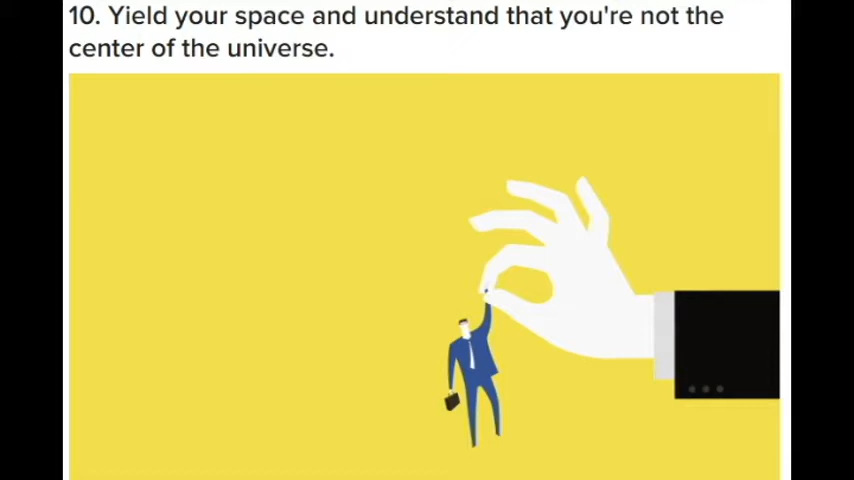 10. Yield your space and understand that you're not the
center of the universe.